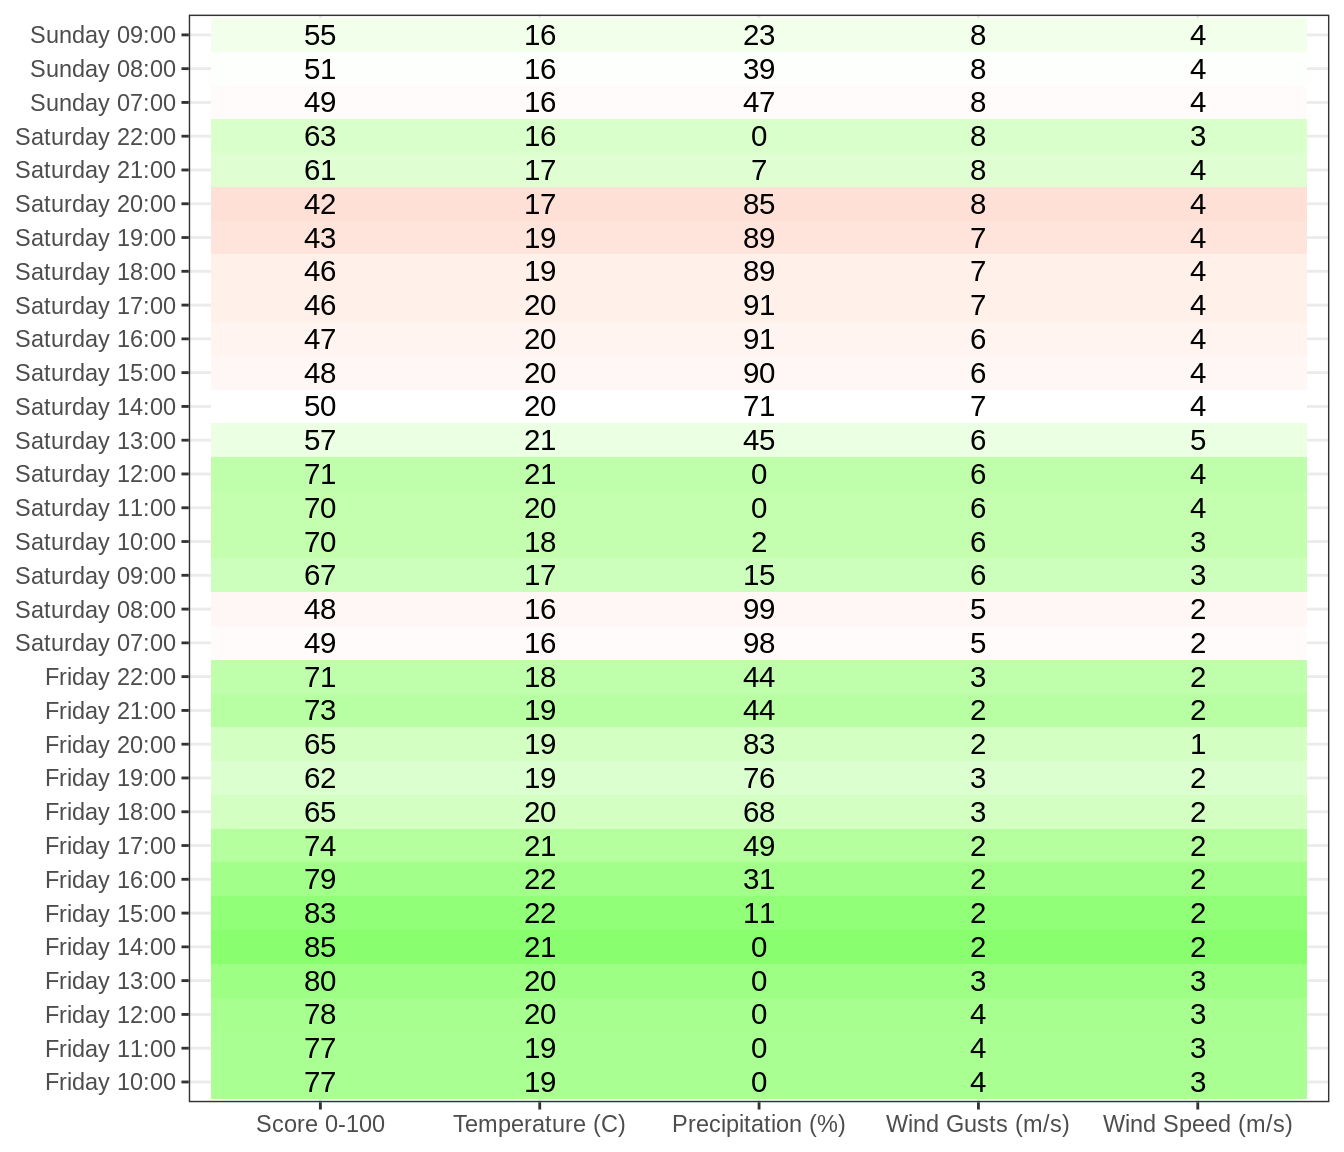 Sunday 09:00 55 16 23 8 4
Sunday 08:00 51 16 39 8 4
Sunday 07:00 49 16 47 8 4
Saturday 22:00 63 16 0 8 3
Saturday 21:00 61 17 7 8 4
Saturday 20:00 42 17 85 8 4
Saturday 19:00 43 19 89 7 4
Saturday 18:00 46 19 89 7 4
Saturday 17:00 46 20 91 7 4
Saturday 16:00 47 20 91 6 4
Saturday 15:00 48 20 90 6 4
Saturday 14:00 50 20 71 7 4
Saturday 13:00 57 21 45 6 5
Saturday 12:00 71 21 0 6 4
Saturday 11:00 70 20 0 6 4
Saturday 10:00 70 18 2 6 3
Saturday 09:00 67 17 15 6 3
Saturday 08:00 48 16 99 5 2
Saturday 07:00 49 16 98 5 2
Friday 22:00 71 18 44 3 2
Friday 21:00 73 19 44 2 2
Friday 20:00 65 19 83 2 1
Friday 19:00 62 19 76 3 2
Friday 18:00 65 20 68 3 2
Friday 17:00 74 21 49 2 2
Friday 16:00 79 22 31 2 2
Friday 15:00 83 22 11 2 2
Friday 14:00 85 21 0 2 2
Friday 13:00 80 20 0 3 3
Friday 12:00 78 20 0 4 3
Friday 11:00 77 19 0 4 3
Friday 10:00 77 19 0 4 3
Score 0-100 Temperature (C) Precipitation (%) Wind Gusts (m/s) Wind Speed (m/s)